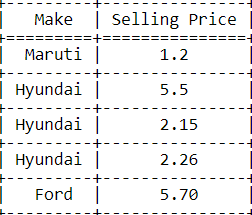 Make | Selling Price
Maruti | 1.2
Hyundai | 5.5
Hyundai | 2.15
Hyundai | 2.26
Ford | 5.70